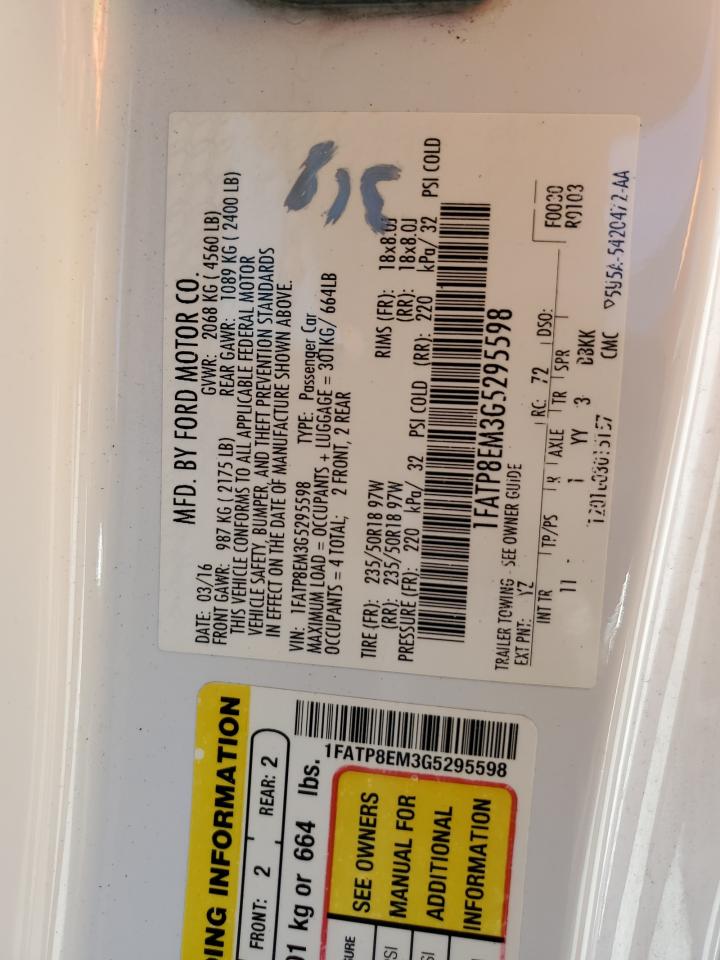 MFD. BY FORD MOTOR CO.
DATE: 03/16 GVWR: 2068 KG ( 4560 LB)
FRONT GAWR: 987 KG ( 2175 LB) REAR GAWR: 1089 KG ( 2400 LB)
THIS VEHICLE CONFORMS TO ALL APPLICABLE FEDERAL MOTOR
VEHICLE SAFETY, BUMPER, AND THEFT PREVENTION STANDARDS
IN EFFECT ON THE DATE OF MANUFACTURE SHOWN ABOVE.
VIN: 1FATP8EM3G5295598 TYPE: Passenger Car
MAXIMUM LOAD = OCCUPANTS + LUGGAGE = 301KG/ 664LB
OCCUPANTS = 4 TOTAL; 2 FRONT, 2 REAR
TIRE (FR): 235/50R18 97W RIMS (FR): 18x8.0J
(RR): 235/50R18 97W (RR): 18x8.0J
PRESSURE (FR): 220 kPa/ 32 PSI COLD (RR): 220 kPa/ 32 PSI COLD
1FATP8EM3G5295598
TRAILER TOWING - SEE OWNER GUIDE
EXT PNT: YZ RC: 72 DSO: F0030
R0103
INT TR TP/PS R AXLE TR SPR
11 - 1 YY 3 DBKK
CMC
DING INFORMATION
FRONT: 2 REAR: 2
01 kg or 664 lbs.
1FATP8EM3G5295598
SEE OWNERS
MANUAL FOR
ADDITIONAL
INFORMATION